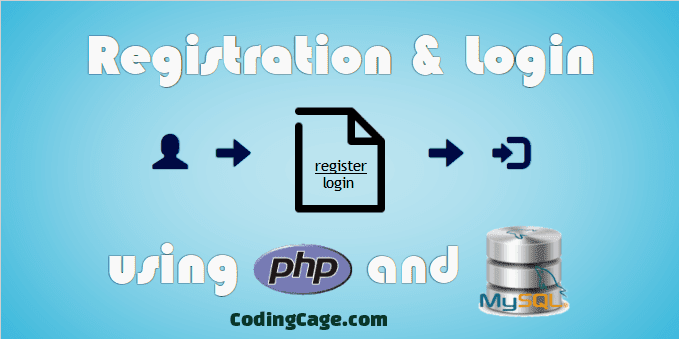 Registration & Login
register
login
using php and MySQL
CodingCage.com